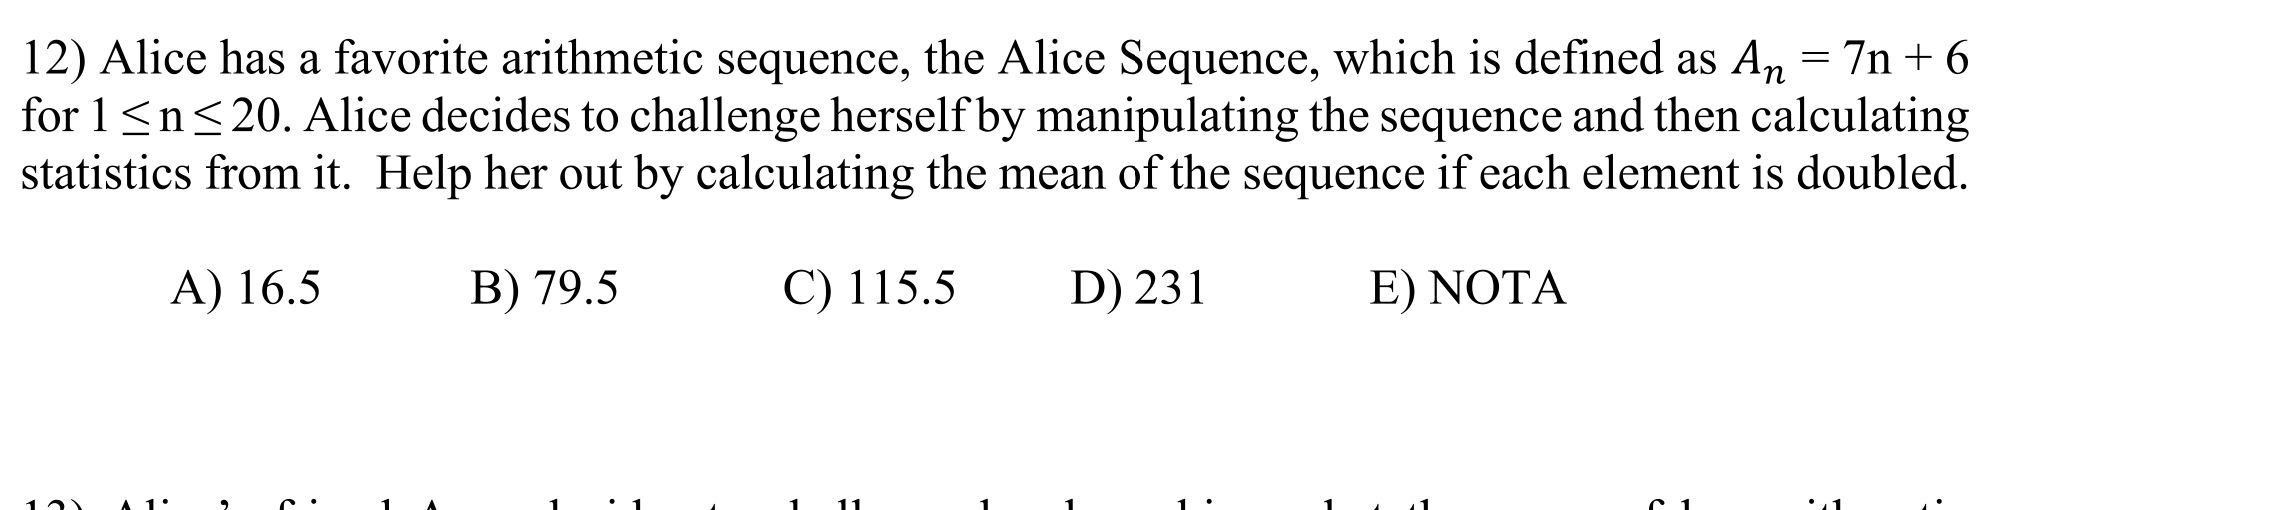 12) Alice has a favorite arithmetic sequence, the Alice Sequence, which is defined as Aₙ = 7n + 6
for 1 ≤ n ≤ 20. Alice decides to challenge herself by manipulating the sequence and then calculating
statistics from it.  Help her out by calculating the mean of the sequence if each element is doubled.
A) 16.5 B) 79.5 C) 115.5 D) 231 E) NOTA